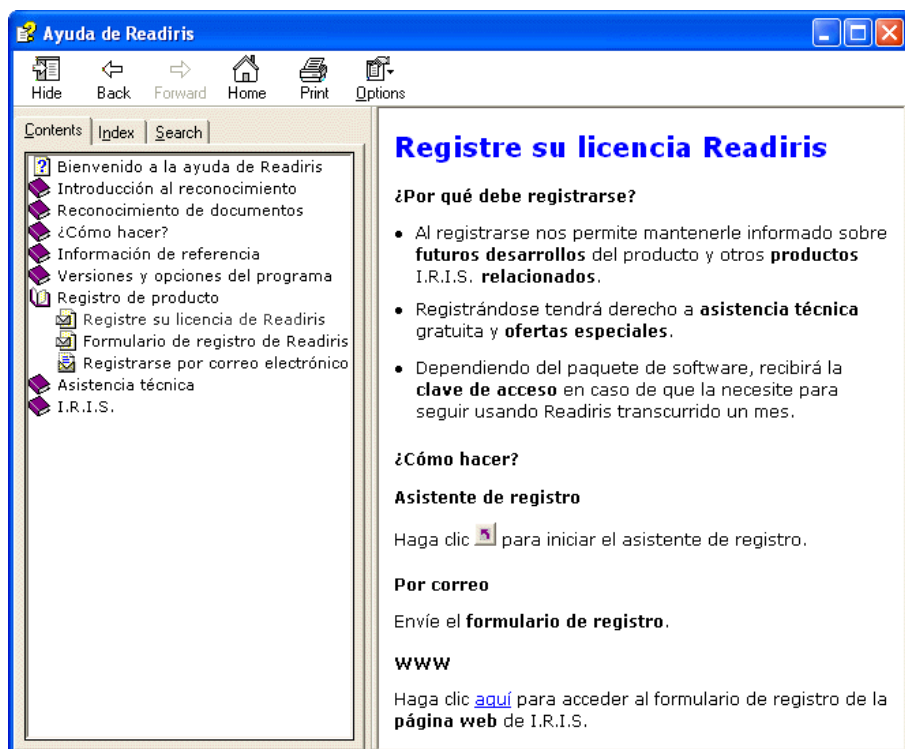 Ayuda de Readiris
Hide Back Forward Home Print Options
Contents Index Search
Bienvenido a la ayuda de Readiris
Introducción al reconocimiento
Reconocimiento de documentos
¿Cómo hacer?
Información de referencia
Versiones y opciones del programa
Registro de producto
Registre su licencia de Readiris
Formulario de registro de Readiris
Registrarse por correo electrónico
Asistencia técnica
I.R.I.S.
Registre su licencia Readiris
¿Por qué debe registrarse?
• Al registrarse nos permite mantenerle informado sobre
futuros desarrollos del producto y otros productos
I.R.I.S. relacionados.
• Registrándose tendrá derecho a asistencia técnica
gratuita y ofertas especiales.
• Dependiendo del paquete de software, recibirá la
clave de acceso en caso de que la necesite para
seguir usando Readiris transcurrido un mes.
¿Cómo hacer?
Asistente de registro
Haga clic para iniciar el asistente de registro.
Por correo
Envíe el formulario de registro.
WWW
Haga clic aquí para acceder al formulario de registro de la
página web de I.R.I.S.